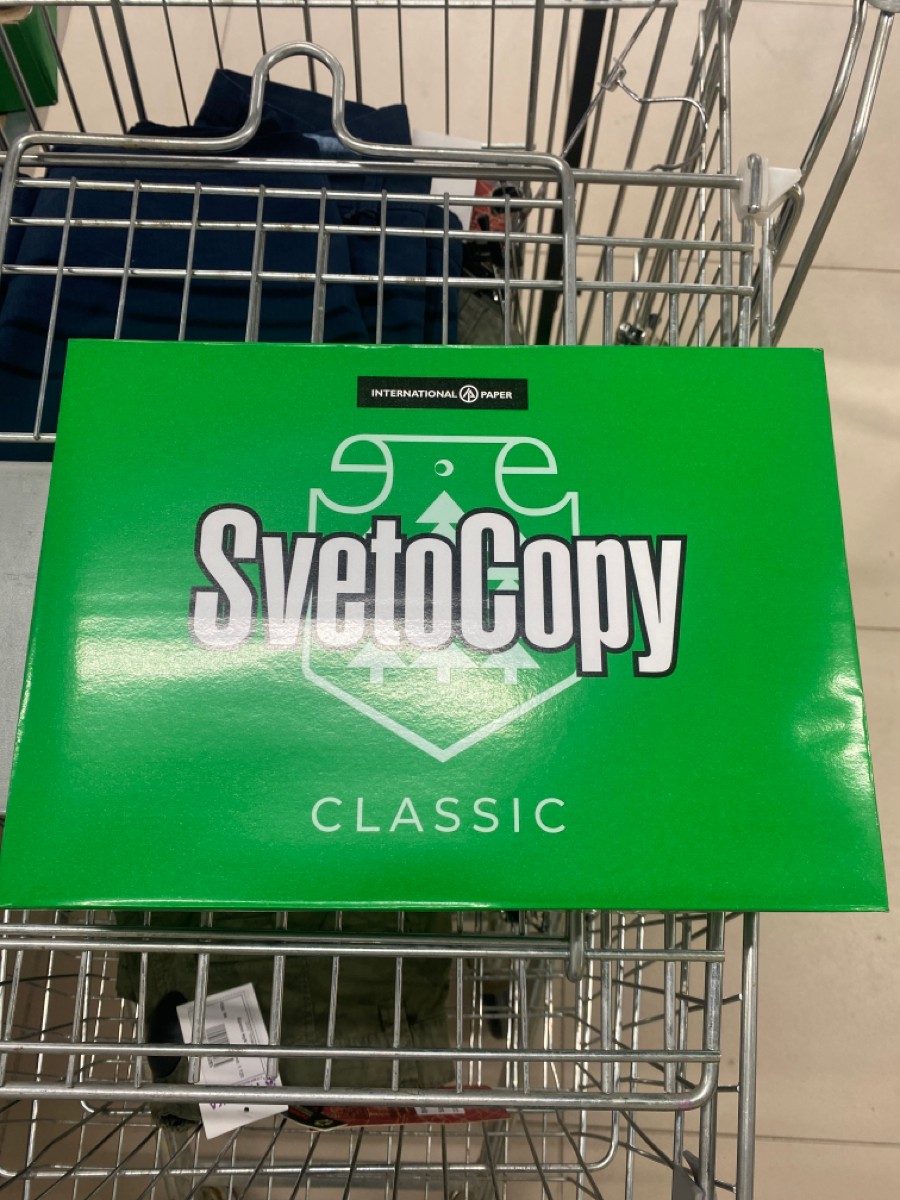 INTERNATIONAL PAPER
SvetoCopy
CLASSIC